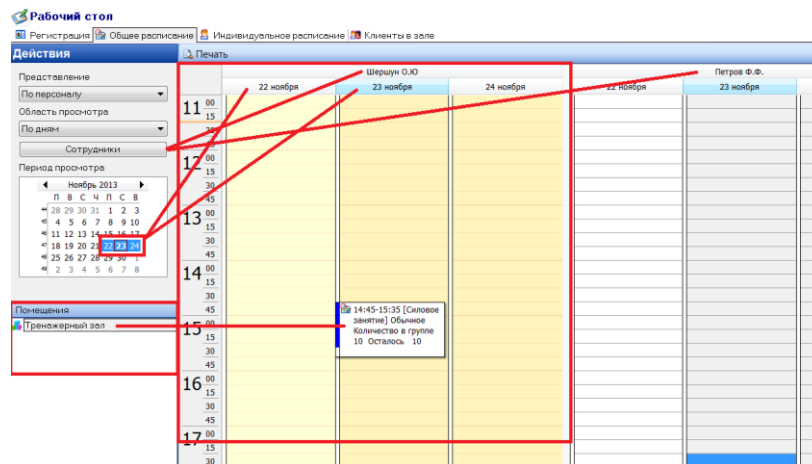 Рабочий стол
Регистрация Общее расписание Индивидуальное расписание Клиенты в зале
Действия
Печать
Представление
По персоналу
Область просмотра
По дням
Сотрудники
Период просмотра
Ноябрь 2013
П В С Ч П С В
44 28 29 30 31 1 2 3
45 4 5 6 7 8 9 10
46 11 12 13 14 15 16 17
47 18 19 20 21 22 23 24
48 25 26 27 28 29 30 1
49 2 3 4 5 6 7 8
Помещения
Тренажерный зал
Шершун О.Ю
Петров Ф.Ф.
22 ноября
23 ноября
24 ноября
22 ноября
23 ноября
11 00
15
30
12 00
15
30
45
13 00
15
30
45
14 00
15
30
45
15 00
15
30
45
16 00
15
30
45
17 00
15
30
14:45-15:35 [Силовое
занятие] Обычное
Количество в группе
10 Осталось 10